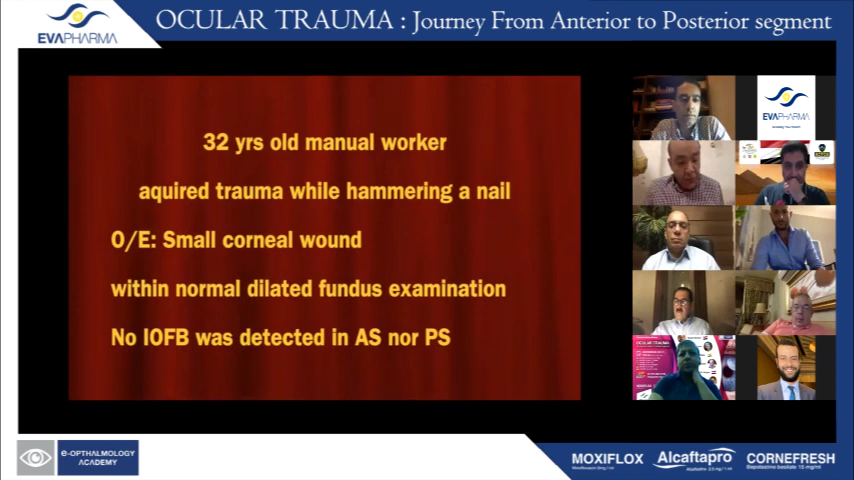 EVAPHARMA
OCULAR TRAUMA : Journey From Anterior to Posterior segment
32 yrs old manual worker
aquired trauma while hammering a nail
O/E: Small corneal wound
within normal dilated fundus examination
No IOFB was detected in AS nor PS
EVAPHARMA
OCULAR TRAUMA
e-OPTHALMOLOGY
ACADEMY
MOXIFLOX
Alcaftapro
CORNEFRESH